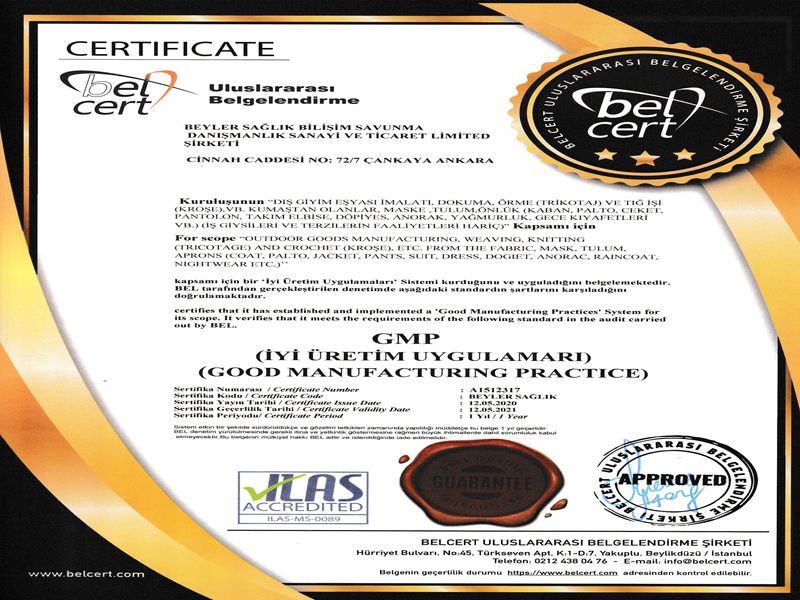 CERTIFICATE
bel
cert
Uluslararası
Belgelendirme
BELCERT ULUSLARARASI BELGELENDİRME ŞİRKETİ
bel
cert
BEYLER SAĞLIK BİLİŞİM SAVUNMA
DANIŞMANLIK SANAYİ VE TİCARET LİMİTED
ŞİRKETİ
CİNNAH CADDESİ NO: 72/7 ÇANKAYA ANKARA
Kuruluşunun “DIŞ GİYİM EŞYASI İMALATI, DOKUMA, ÖRME (TRİKOTAJ) VE TIĞ İŞİ
(KROŞE),VB. KUMAŞTAN OLANLAR, MASKE ,TULUM,ÖNLÜK (KABAN, PALTO, CEKET,
PANTOLON, TAKIM ELBİSE, DÖPİYES, ANORAK, YAĞMURLUK, GECE KIYAFETLERİ
VB.) (İŞ GİYSİLERİ VE TERZİLERİN FAALİYETLERİ HARİÇ)” Kapsamı için
For scope “OUTDOOR GOODS MANUFACTURING, WEAVING, KNITTING
(TRICOTAGE) AND CROCHET (KROŞE), ETC. FROM THE FABRIC, MASK, TULUM,
APRONS (COAT, PALTO, JACKET, PANTS, SUIT, DRESS, DOGIET, ANORAC, RAINCOAT,
NIGHTWEAR ETC.)’’
kapsamı için bir ‘İyi Üretim Uygulamaları’ Sistemi kurduğunu ve uyguladığını belgelemektedir.
BEL tarafından gerçekleştirilen denetimde aşağıdaki standardın şartlarını karşıladığını
doğrulamaktadır.
certifies that it has established and implemented a 'Good Manufacturing Practices' System for
its scope. It verifies that it meets the requirements of the following standard in the audit carried
out by BEL.
GMP
(İYİ ÜRETİM UYGULAMARI)
(GOOD MANUFACTURING PRACTICE)
Sertifika Numarası / Certificate Number : A1512317
Sertifika Kodu / Certificate Code : BEYLER SAĞLIK
Sertifika Yayın Tarihi / Certificate Issue Date : 12.05.2020
Sertifika Geçerlilik Tarihi / Certificate Validity Date : 12.05.2021
Sertifika Periyodu/ Certificate Period : 1 Yıl / 1 Year
Sistemin etkin bir şekilde sürdürüldükçe ve gözetim tetkikleri zamanında yapıldığı müddetçe bu belge 1 yıl geçerlidir.
BEL denetim yürütülmesinde gerekli itina ve yetkinlik göstermesine rağmen büyük ihtimallerde dahil sorumluluk kabul
etmeyecektir.Bu belgenin mülkiyet hakkı BEL aittir ve istenildiğinde iade edilmelidir.
ILAS
ACCREDITED
ILAS-MS-0089
GUARANTEE
ULUSLARARASI BELGELENDİRME ŞİRKETİ BELCERT
APPROVED
BELCERT ULUSLARARASI BELGELENDİRME ŞİRKETİ
Hürriyet Bulvarı, No:45, Türkseven Apt, K:1-D:7, Yakuplu, Beylikdüzü / İstanbul
Telefon: 0212 438 04 76 - E-mail: info@belcert.com
Belgenin geçerlilik durumu https://www.belcert.com adresinden kontrol edilebilir.
www.belcert.com